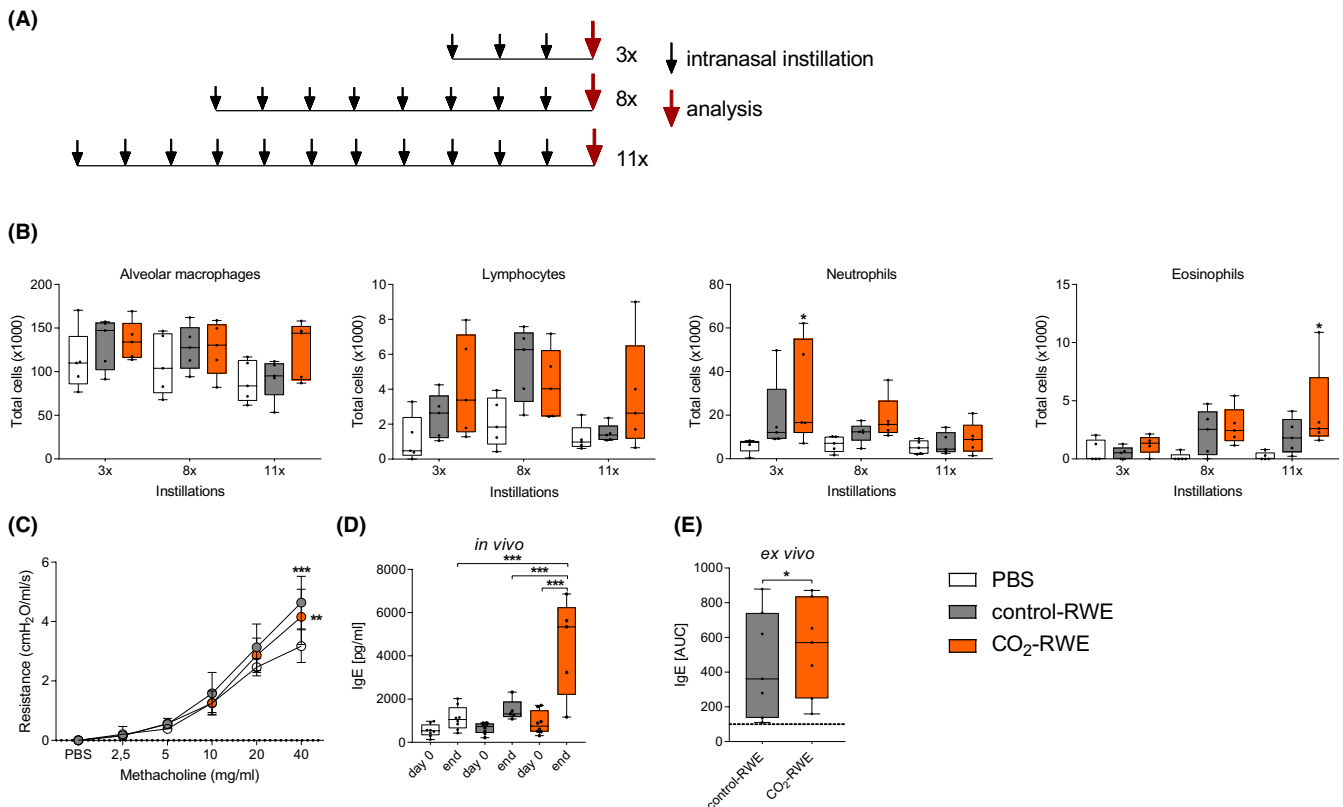 (A)
3x
8x
11x
intranasal instillation
analysis
(B)
Alveolar macrophages
Total cells (x1000)
200
150
100
50
0
3x 8x 11x
Instillations
Lymphocytes
Total cells (x1000)
10
8
6
4
2
0
3x 8x 11x
Instillations
Neutrophils
Total cells (x1000)
80
60
40
20
0
*
3x 8x 11x
Instillations
Eosinophils
Total cells (x1000)
15
10
5
0
*
3x 8x 11x
Instillations
(C)
Resistance (cmH₂O/ml/s)
6
4
2
0
***
**
PBS 2,5 5 10 20 40
Methacholine (mg/ml)
(D)
in vivo
IgE [pg/ml]
8000
6000
4000
2000
0
***
***
***
day 0 end day 0 end day 0 end
(E)
ex vivo
IgE [AUC]
1000
800
600
400
200
0
*
control-RWE CO₂-RWE
PBS
control-RWE
CO₂-RWE